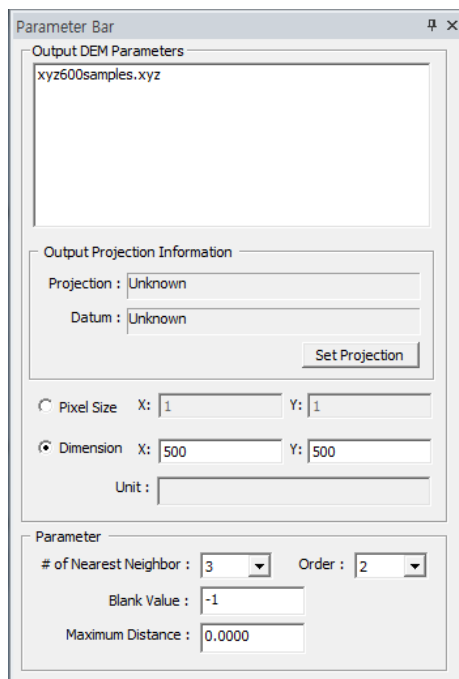 Parameter Bar
Output DEM Parameters
xyz600samples.xyz
Output Projection Information
Projection : Unknown
Datum : Unknown
Set Projection
Pixel Size X: 1 Y: 1
Dimension X: 500 Y: 500
Unit :
Parameter
# of Nearest Neighbor : 3 Order : 2
Blank Value : -1
Maximum Distance : 0.0000